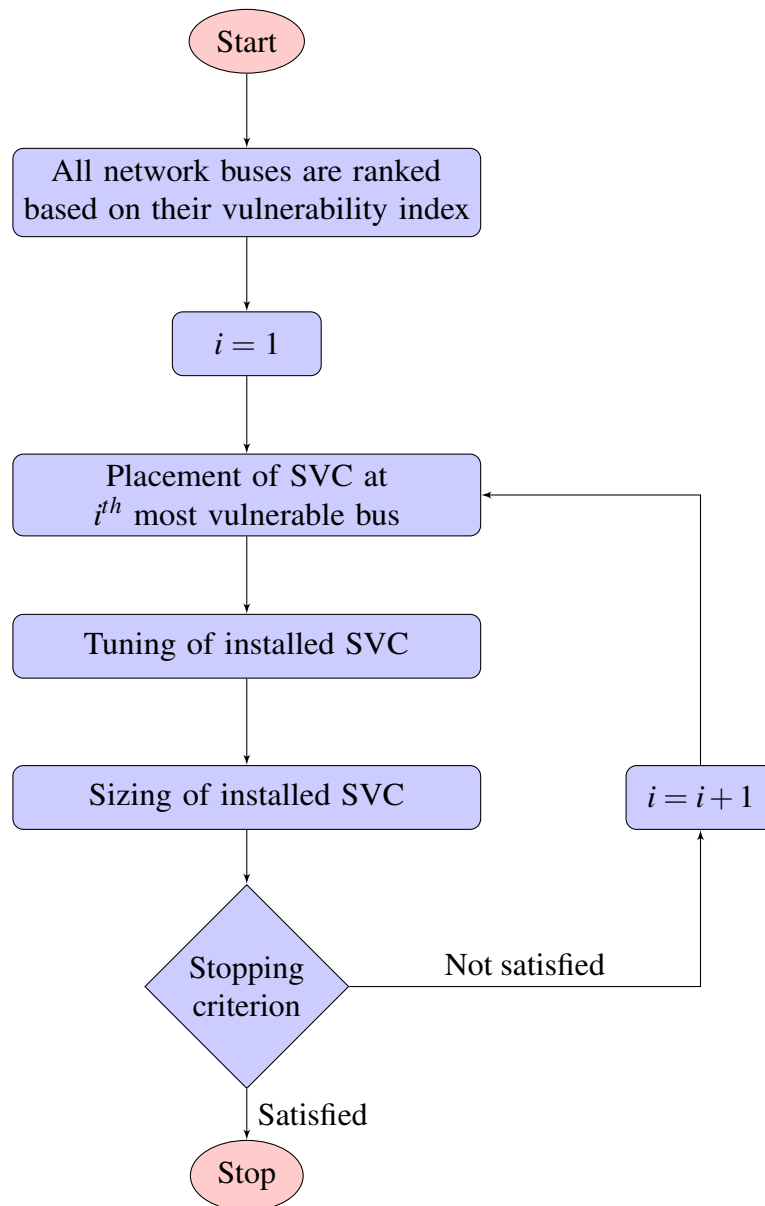 Start
All network buses are ranked
based on their vulnerability index
i = 1
Placement of SVC at
i^{th} most vulnerable bus
Tuning of installed SVC
Sizing of installed SVC
i = i + 1
Stopping
criterion
Not satisfied
Satisfied
Stop